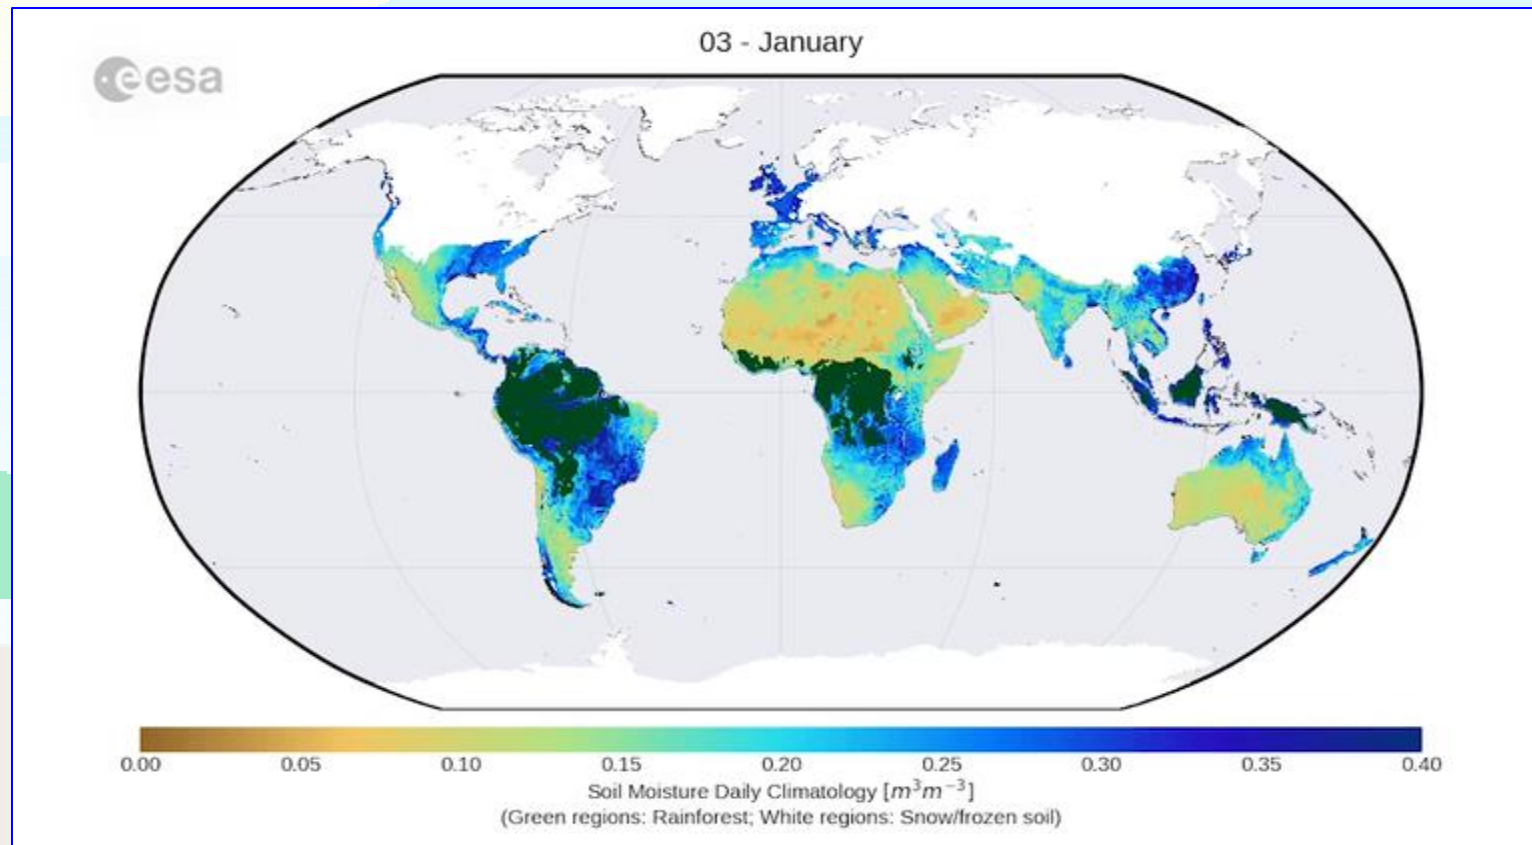 03 - January
esa
0.00 0.05 0.10 0.15 0.20 0.25 0.30 0.35 0.40
Soil Moisture Daily Climatology [m³m⁻³]
(Green regions: Rainforest; White regions: Snow/frozen soil)